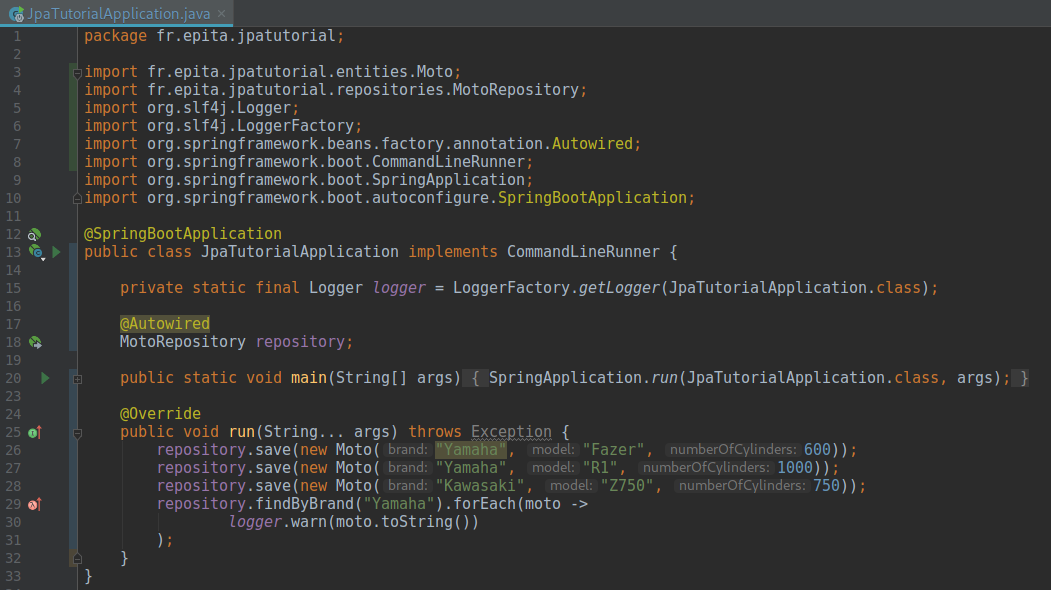 JpaTutorialApplication.java ×
1 package fr.epita.jpatutorial;
2
3 import fr.epita.jpatutorial.entities.Moto;
4 import fr.epita.jpatutorial.repositories.MotoRepository;
5 import org.slf4j.Logger;
6 import org.slf4j.LoggerFactory;
7 import org.springframework.beans.factory.annotation.Autowired;
8 import org.springframework.boot.CommandLineRunner;
9 import org.springframework.boot.SpringApplication;
10 import org.springframework.boot.autoconfigure.SpringBootApplication;
11
12 @SpringBootApplication
13 public class JpaTutorialApplication implements CommandLineRunner {
14
15     private static final Logger logger = LoggerFactory.getLogger(JpaTutorialApplication.class);
16
17     @Autowired
18     MotoRepository repository;
19
20     public static void main(String[] args) { SpringApplication.run(JpaTutorialApplication.class, args); }
23
24     @Override
25     public void run(String... args) throws Exception {
26         repository.save(new Moto( brand: "Yamaha", model: "Fazer", numberOfCylinders: 600));
27         repository.save(new Moto( brand: "Yamaha", model: "R1", numberOfCylinders: 1000));
28         repository.save(new Moto( brand: "Kawasaki", model: "Z750", numberOfCylinders: 750));
29         repository.findByBrand("Yamaha").forEach(moto ->
30                 logger.warn(moto.toString())
31         );
32     }
33 }